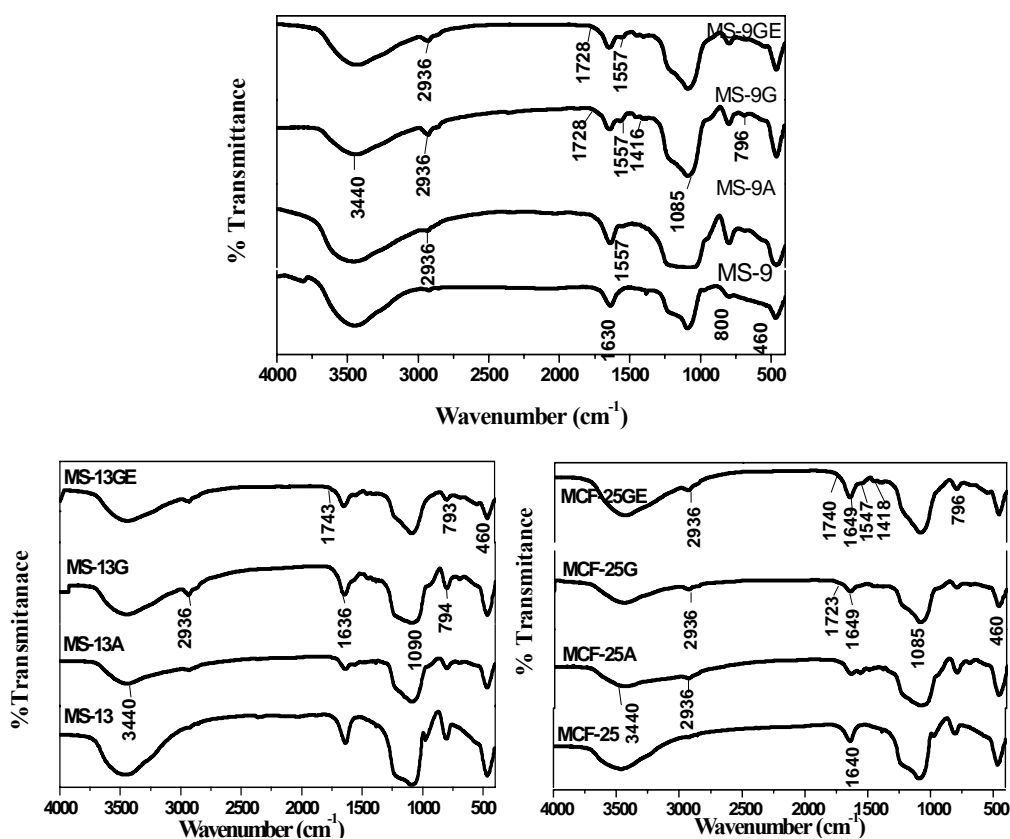 MS-9GE
2936
1728
1557
MS-9G
3440
2936
1728
1557
1416
1085
796
MS-9A
2936
1557
MS-9
1630
800
460
% Transmittance
4000 3500 3000 2500 2000 1500 1000 500
Wavenumber (cm-1)
MS-13GE
1743
793
460
MS-13G
2936
1636
1090
794
MS-13A
3440
MS-13
%Transmitanace
4000 3500 3000 2500 2000 1500 1000 500
Wavenumber (cm-1)
MCF-25GE
2936
1740
1649
1547
1418
796
MCF-25G
2936
1723
1649
1085
460
MCF-25A
3440
2936
MCF-25
1640
% Transmittance
4000 3500 3000 2500 2000 1500 1000 500
Wavenumber (cm-1)